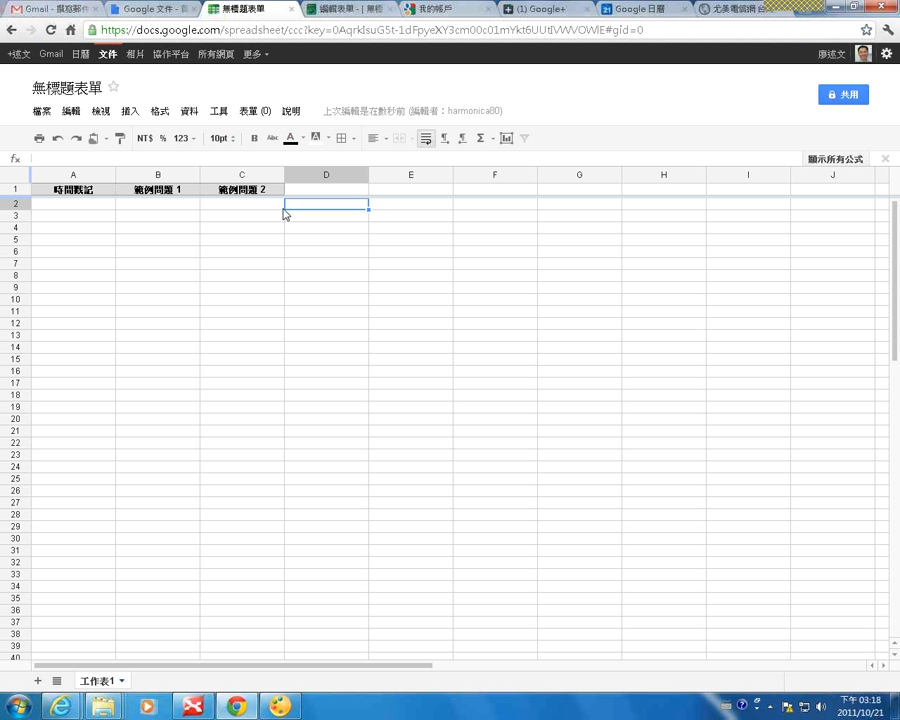 Gmail - 撰寫郵件
Google 文件 -
無標題表單
編輯表單 - [ 無標
我的帳戶
(1) Google+
Google 日曆
尤美電腦網 台
https://docs.google.com/spreadsheet/ccc?key=0AqrkIsuG5t-1dFpyeXY3cm00c01mYkt6UUtIVWVOWlE#gid=0
+述文 Gmail 日曆 文件 相片 協作平台 所有網頁 更多
廖述文
無標題表單
共用
檔案 編輯 檢視 插入 格式 資料 工具 表單 (0) 說明
上次編輯是在數秒前 (編輯者：harmonica80)
NT$ % 123 10pt B Abc A A Σ
fx
顯示所有公式
A B C D E F G H I J
1 時間戳記 範例問題 1 範例問題 2
2
3
4
5
6
7
8
9
10
11
12
13
14
15
16
17
18
19
20
21
22
23
24
25
26
27
28
29
30
31
32
33
34
35
36
37
38
39
40
+ 工作表1
下午 03:18
2011/10/21